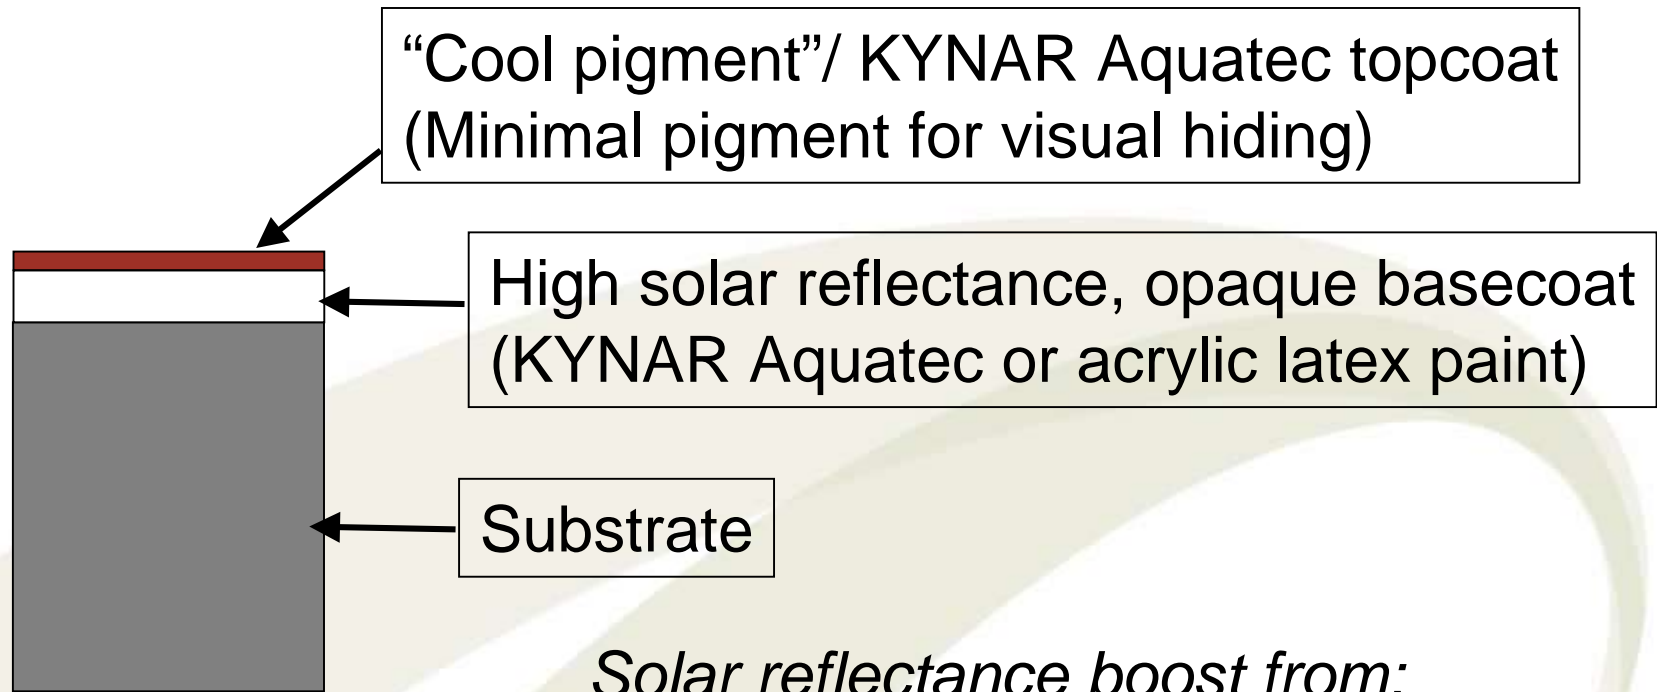 “Cool pigment”/ KYNAR Aquatec topcoat
(Minimal pigment for visual hiding)
High solar reflectance, opaque basecoat
(KYNAR Aquatec or acrylic latex paint)
Substrate
Solar reflectance boost from: